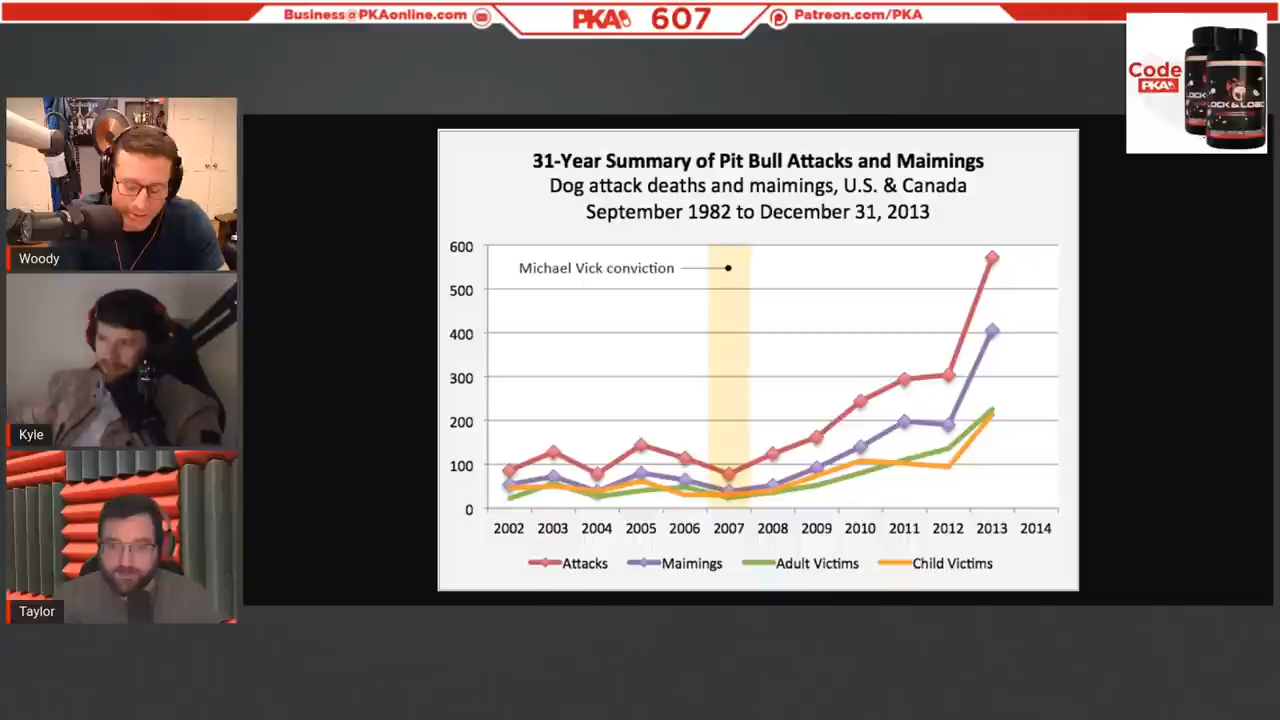 Business@PKAonline.com
PKA 607
Patreon.com/PKA
Code
PKA
LOCK & LOAD
Woody
Kyle
Taylor
31-Year Summary of Pit Bull Attacks and Maimings
Dog attack deaths and maimings, U.S. & Canada
September 1982 to December 31, 2013
600
Michael Vick conviction
500
400
300
200
100
0
2002 2003 2004 2005 2006 2007 2008 2009 2010 2011 2012 2013 2014
Attacks Maimings Adult Victims Child Victims